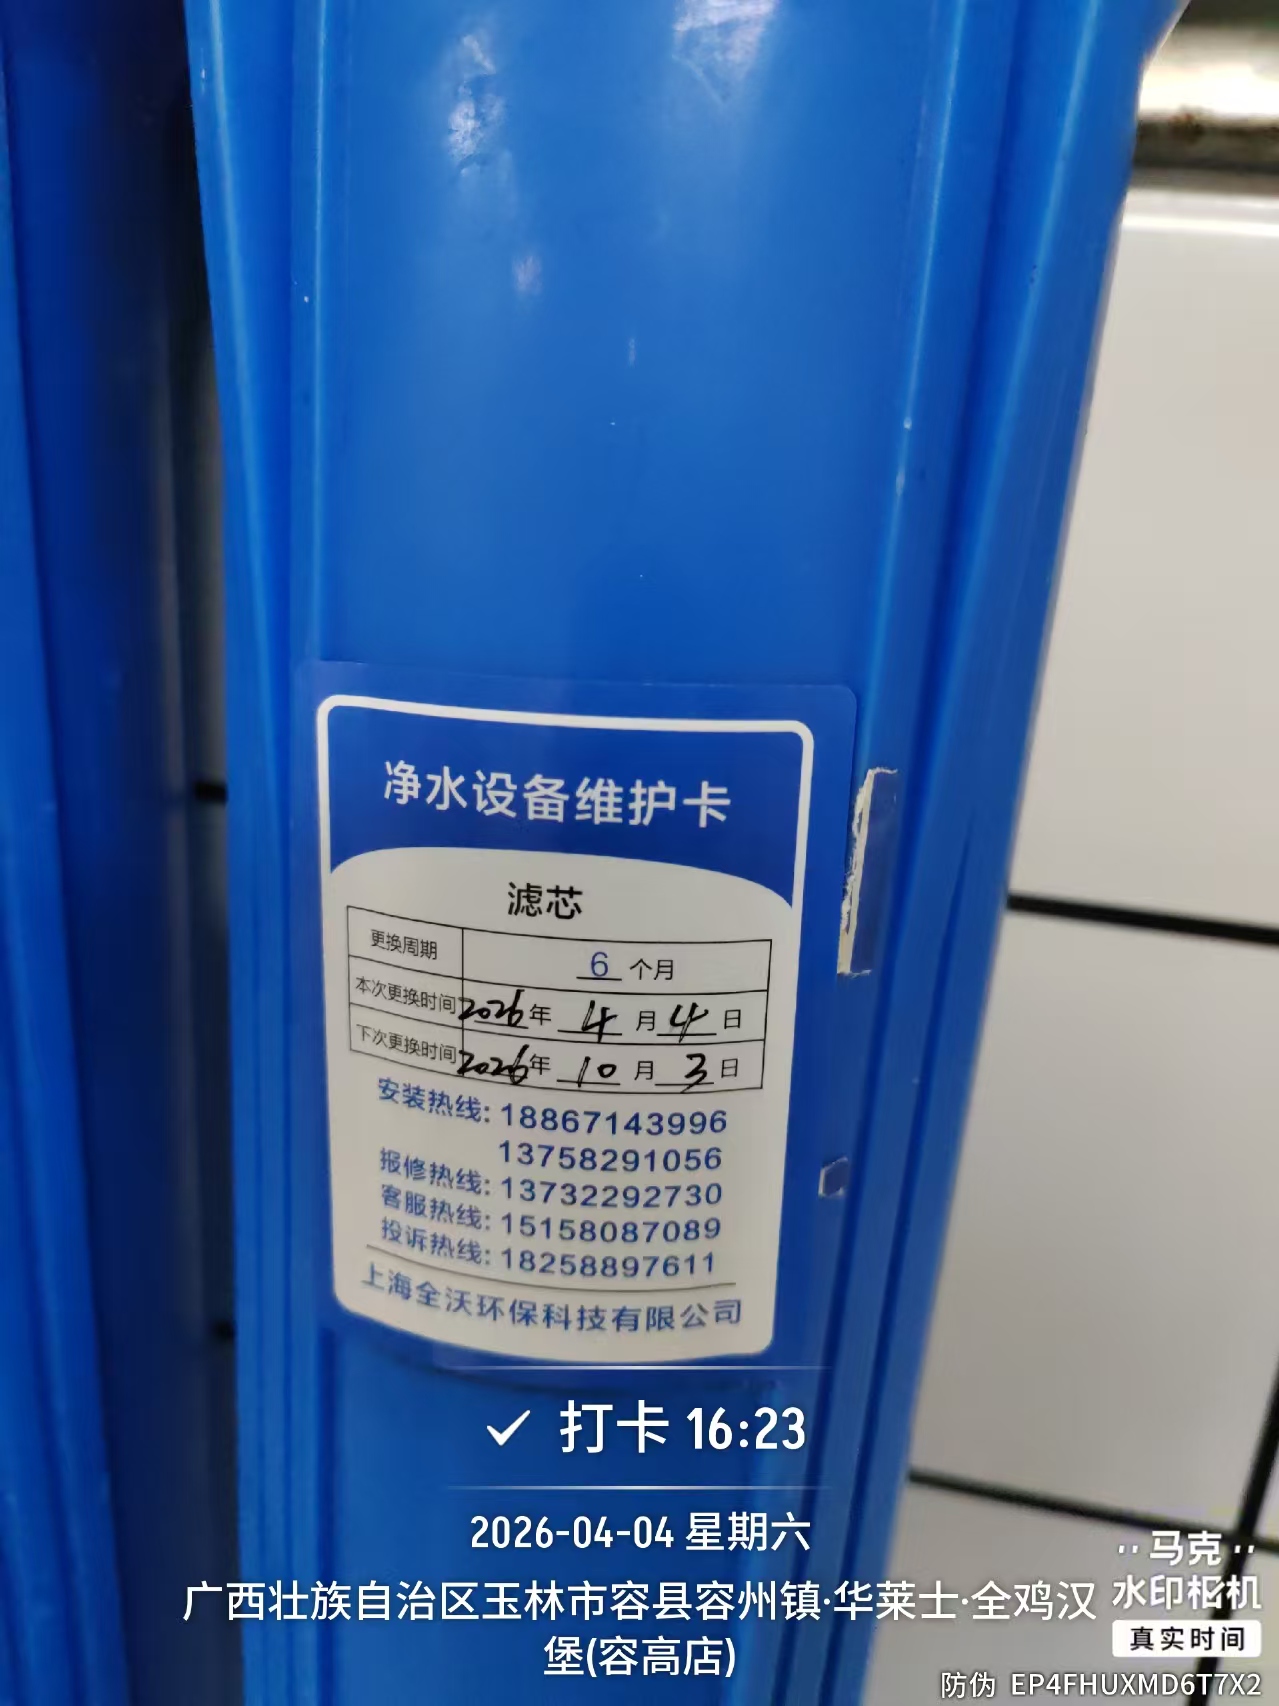 净水设备维护卡
滤芯
更换周期 6 个月
本次更换时间 2026年 4 月 4 日
下次更换时间 2026年 10 月 3 日
安装热线: 18867143996
13758291056
报修热线: 13732292730
客服热线: 15158087089
投诉热线: 18258897611
上海全沃环保科技有限公司
打卡 16:23
2026-04-04 星期六
广西壮族自治区玉林市容县容州镇·华莱士·全鸡汉
堡(容高店)
马克
水印相机
真实时间
防伪 EP4FHUXMD6T7X2